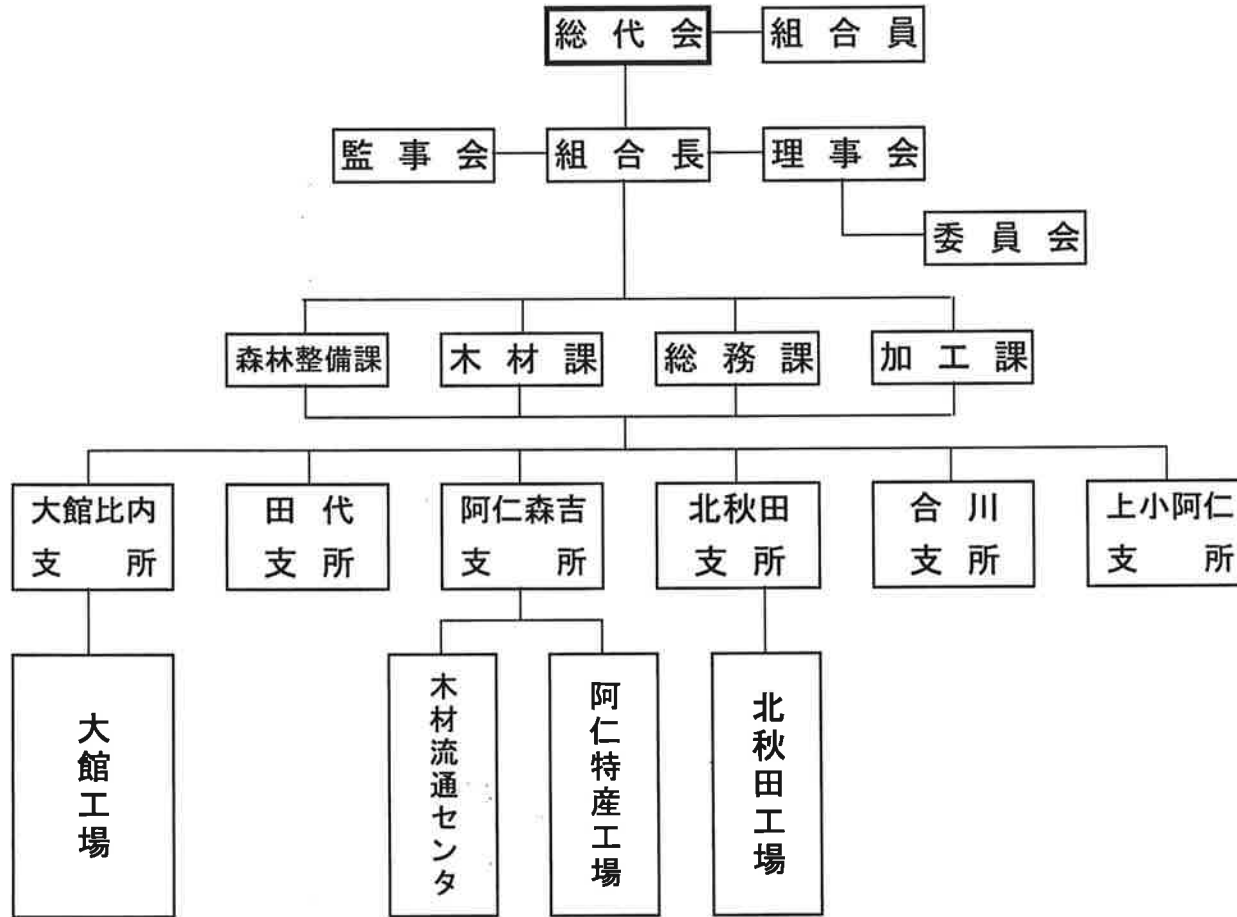 総代会
組合員
監事会
組合長
理事会
委員会
森林整備課
木材課
総務課
加工課
大館比内
支所
田代
支所
阿仁森吉
支所
北秋田
支所
合川
支所
上小阿仁
支所
大館工場
木材流通センタ
阿仁特産工場
北秋田工場